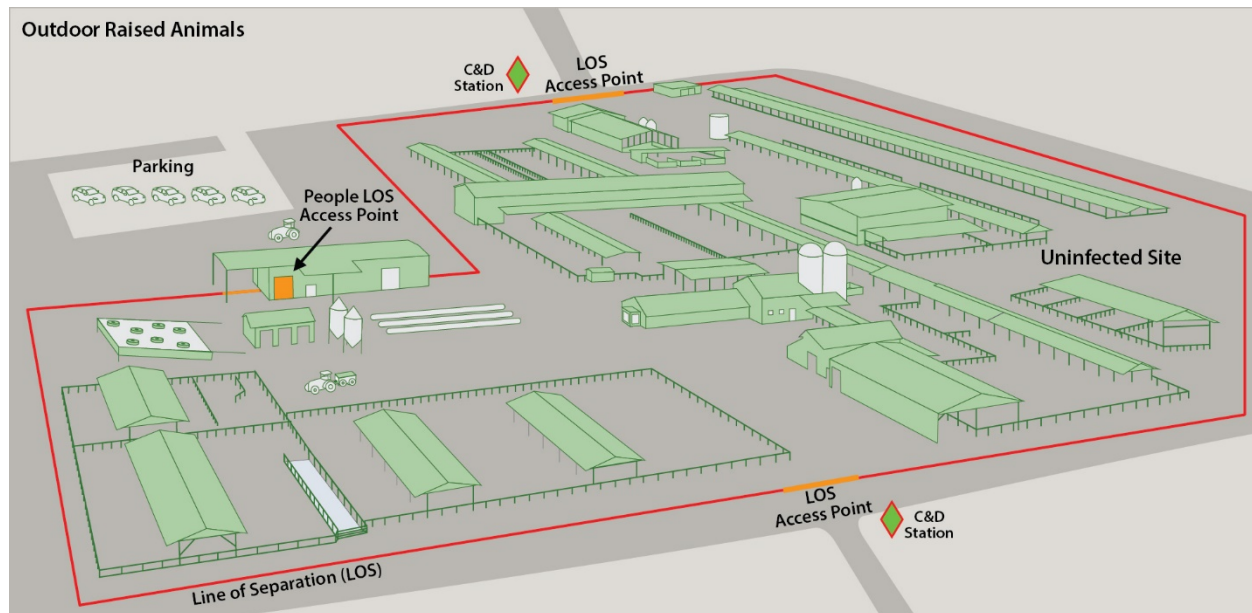 Outdoor Raised Animals
C&D
Station
LOS
Access Point
Parking
People LOS
Access Point
Uninfected Site
LOS
Access Point
C&D
Station
Line of Separation (LOS)